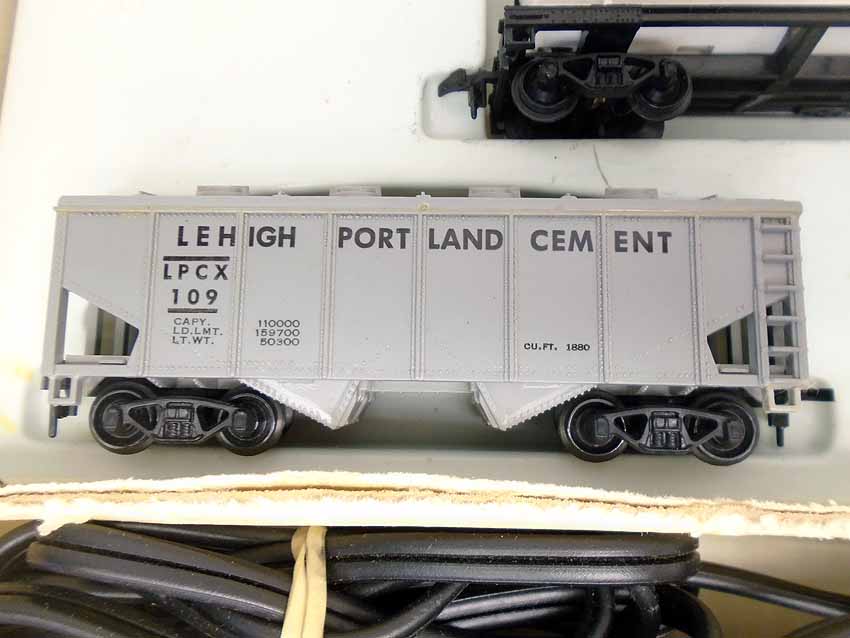 LEHIGH PORTLAND CEMENT
LPCX
109
CAPY. 110000
LD.LMT. 159700
LT.WT. 50300
CU.FT. 1880